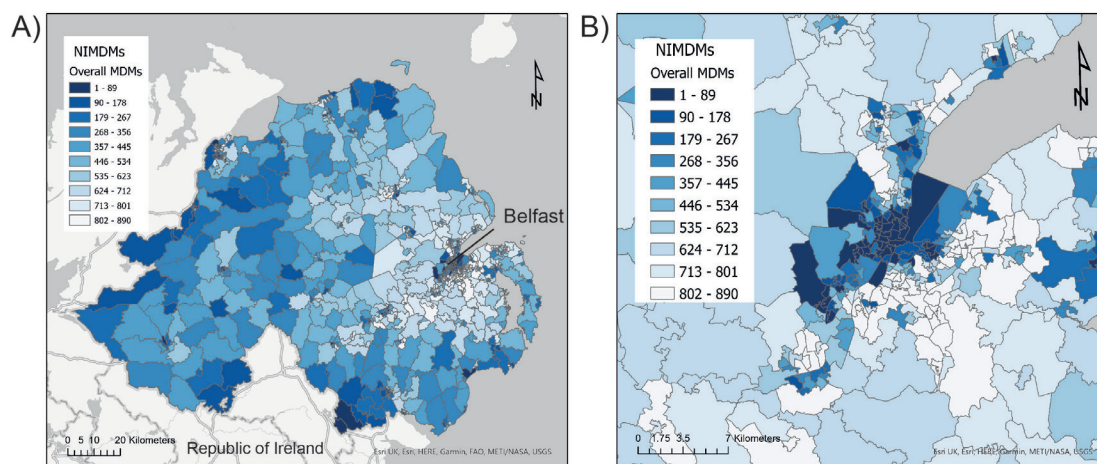 A)
NIMDMs
Overall MDMs
1 - 89
90 - 178
179 - 267
268 - 356
357 - 445
446 - 534
535 - 623
624 - 712
713 - 801
802 - 890
N
Belfast
0 5 10 20 Kilometers
Republic of Ireland
Esri UK, Esri, HERE, Garmin, FAO, METI/NASA, USGS
B)
NIMDMs
Overall MDMs
1 - 89
90 - 178
179 - 267
268 - 356
357 - 445
446 - 534
535 - 623
624 - 712
713 - 801
802 - 890
N
0 1.75 3.5 7 Kilometers
Esri UK, Esri, HERE, Garmin, METI/NASA, USGS